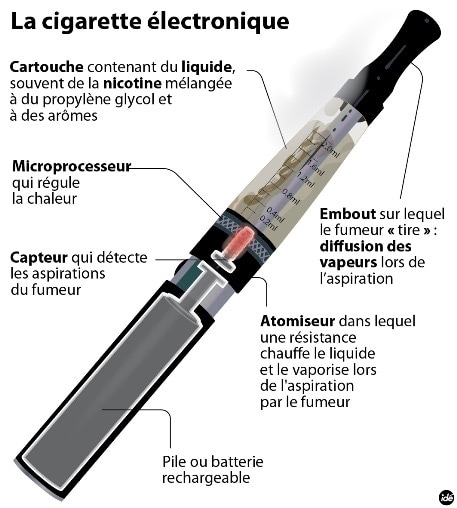 La cigarette électronique
Cartouche contenant du liquide,
souvent de la nicotine mélangée
à du propylène glycol et
à des arômes
Microprocesseur
qui régule
la chaleur
Capteur qui détecte
les aspirations
du fumeur
2.0ml
1.6ml
1.2ml
0.8ml
0.4ml
0.2ml
Embout sur lequel
le fumeur « tire » :
diffusion des
vapeurs lors de
l'aspiration
Atomiseur dans lequel
une résistance
chauffe le liquide
et le vaporise lors
de l'aspiration
par le fumeur
Pile ou batterie
rechargeable
idé